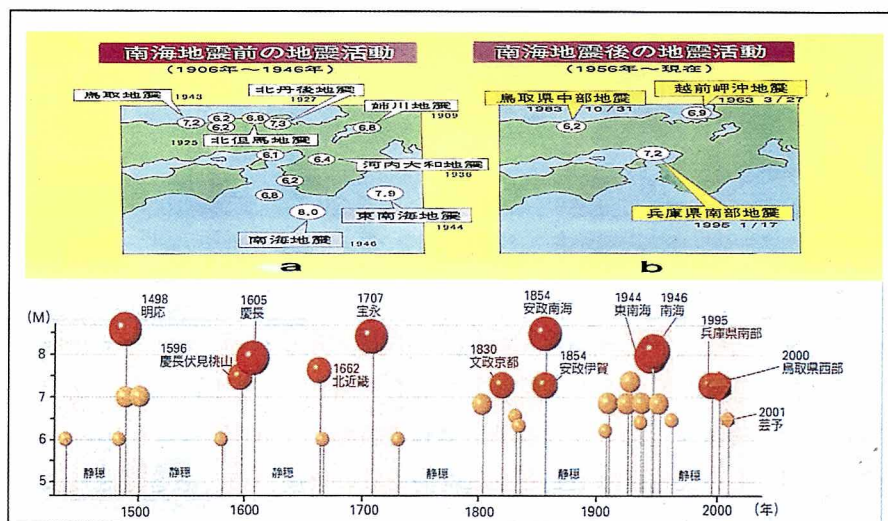 南海地震前の地震活動
(1906年～1946年)
鳥取地震
1943
北丹後地震
1927
姉川地震
1909
7.2
6.2
6.2
6.8
7.3
6.8
1925
北但馬地震
6.1
6.4
河内大和地震
1936
6.2
6.8
7.9
東南海地震
1944
8.0
南海地震
1946
a
南海地震後の地震活動
(1956年～現在)
鳥取県中部地震
1983 10/31
越前岬沖地震
1963 3/27
6.2
6.9
7.2
兵庫県南部地震
1995 1/17
b
(M)
8
7
6
5
1498
明応
1596
慶長伏見桃山
1605
慶長
1662
北近畿
1707
宝永
1830
文政京都
1854
安政南海
1854
安政伊賀
1944
東南海
1946
南海
1995
兵庫県南部
2000
鳥取県西部
2001
芸予
静穏
静穏
静穏
静穏
静穏
静穏
静穏
1500
1600
1700
1800
1900
2000
(年)